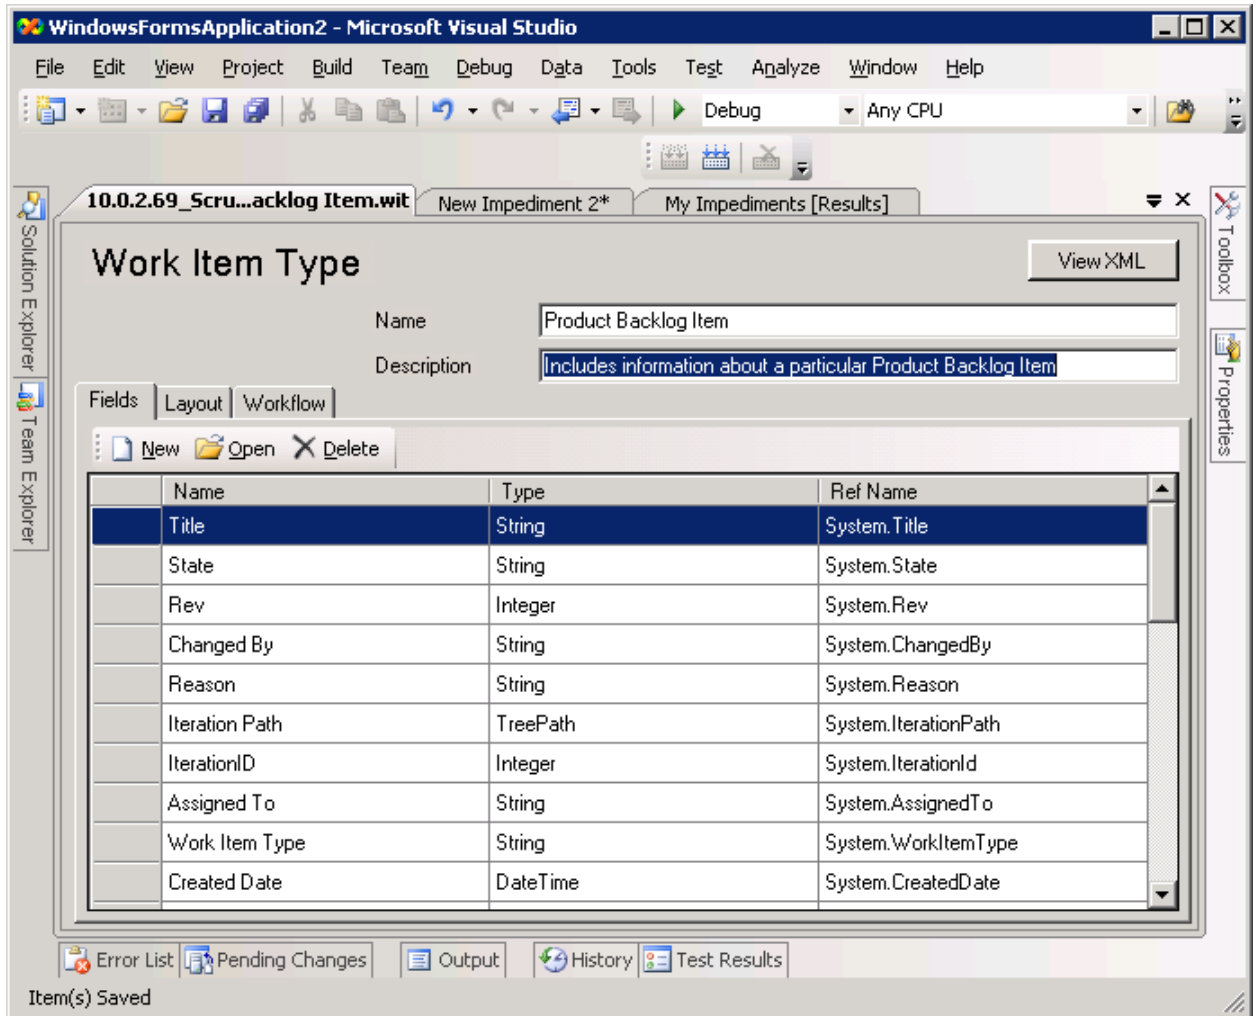 WindowsFormsApplication2 - Microsoft Visual Studio
File Edit View Project Build Team Debug Data Tools Test Analyze Window Help
Debug Any CPU
10.0.2.69_Scru...acklog Item.wit New Impediment 2* My Impediments [Results]
Solution Explorer
Team Explorer
Toolbox
Properties
Work Item Type View XML
Name Product Backlog Item
Description Includes information about a particular Product Backlog Item
Fields Layout Workflow
New Open Delete
Name Type Ref Name
Title String System.Title
State String System.State
Rev Integer System.Rev
Changed By String System.ChangedBy
Reason String System.Reason
Iteration Path TreePath System.IterationPath
IterationID Integer System.IterationId
Assigned To String System.AssignedTo
Work Item Type String System.WorkItemType
Created Date DateTime System.CreatedDate
Error List Pending Changes Output History Test Results
Item(s) Saved